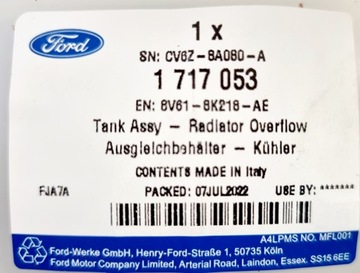 Ford
1 x
SN: CV6Z-8A080-A
1 717 053
EN: 8V61-8K218-AE
Tank Assy - Radiator Overflow
Ausgleichbehälter - Kühler
CONTENTS MADE IN Italy
FJA7A PACKED: 07JUL2022 USE BY: *******
A4LPMS NO. MFL001
Ford-Werke GmbH, Henry-Ford-Straße 1, 50735 Köln
Ford Motor Company Limited, Arterial Road, Laindon, Essex. SS15 6EE